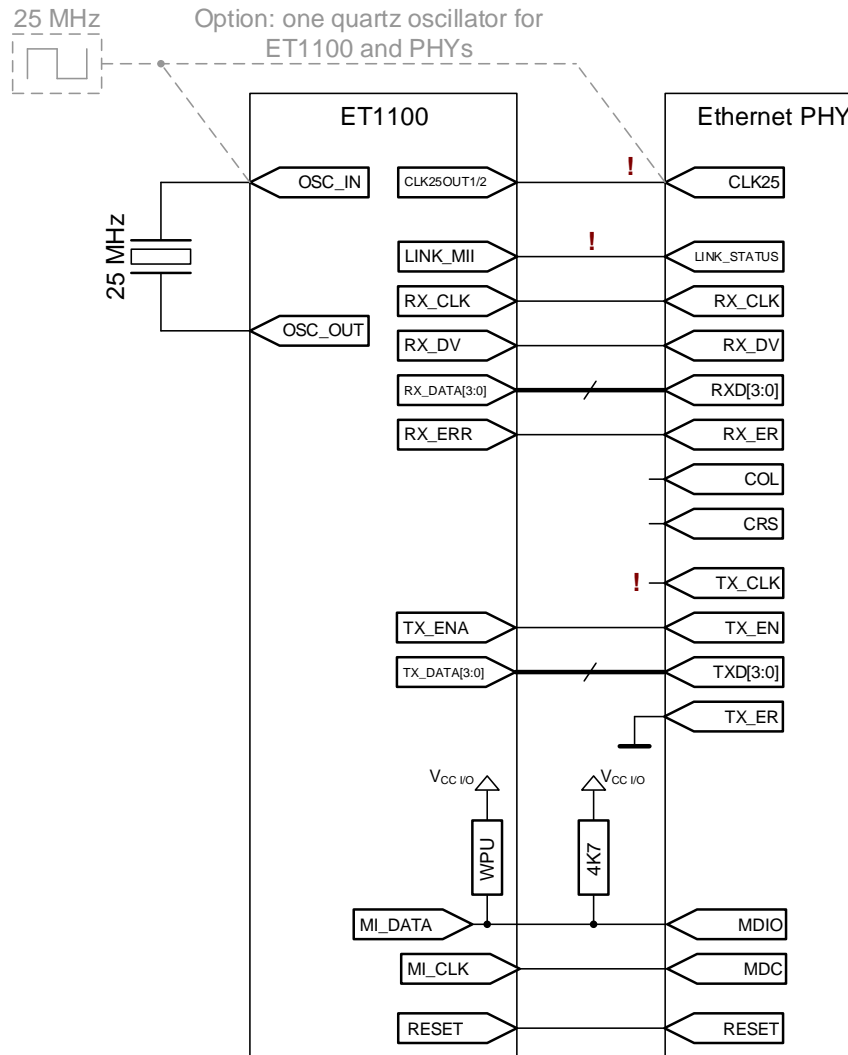 25 MHz
Option: one quartz oscillator for
ET1100 and PHYs
ET1100
Ethernet PHY
!
OSC_IN
CLK25OUT1/2
CLK25
25 MHz
!
LINK_MII
LINK_STATUS
RX_CLK
RX_CLK
OSC_OUT
RX_DV
RX_DV
RX_DATA[3:0]
RXD[3:0]
RX_ERR
RX_ER
COL
CRS
!
TX_CLK
TX_ENA
TX_EN
TX_DATA[3:0]
TXD[3:0]
TX_ER
VCC I/O
VCC I/O
WPU
4K7
MI_DATA
MDIO
MI_CLK
MDC
RESET
RESET